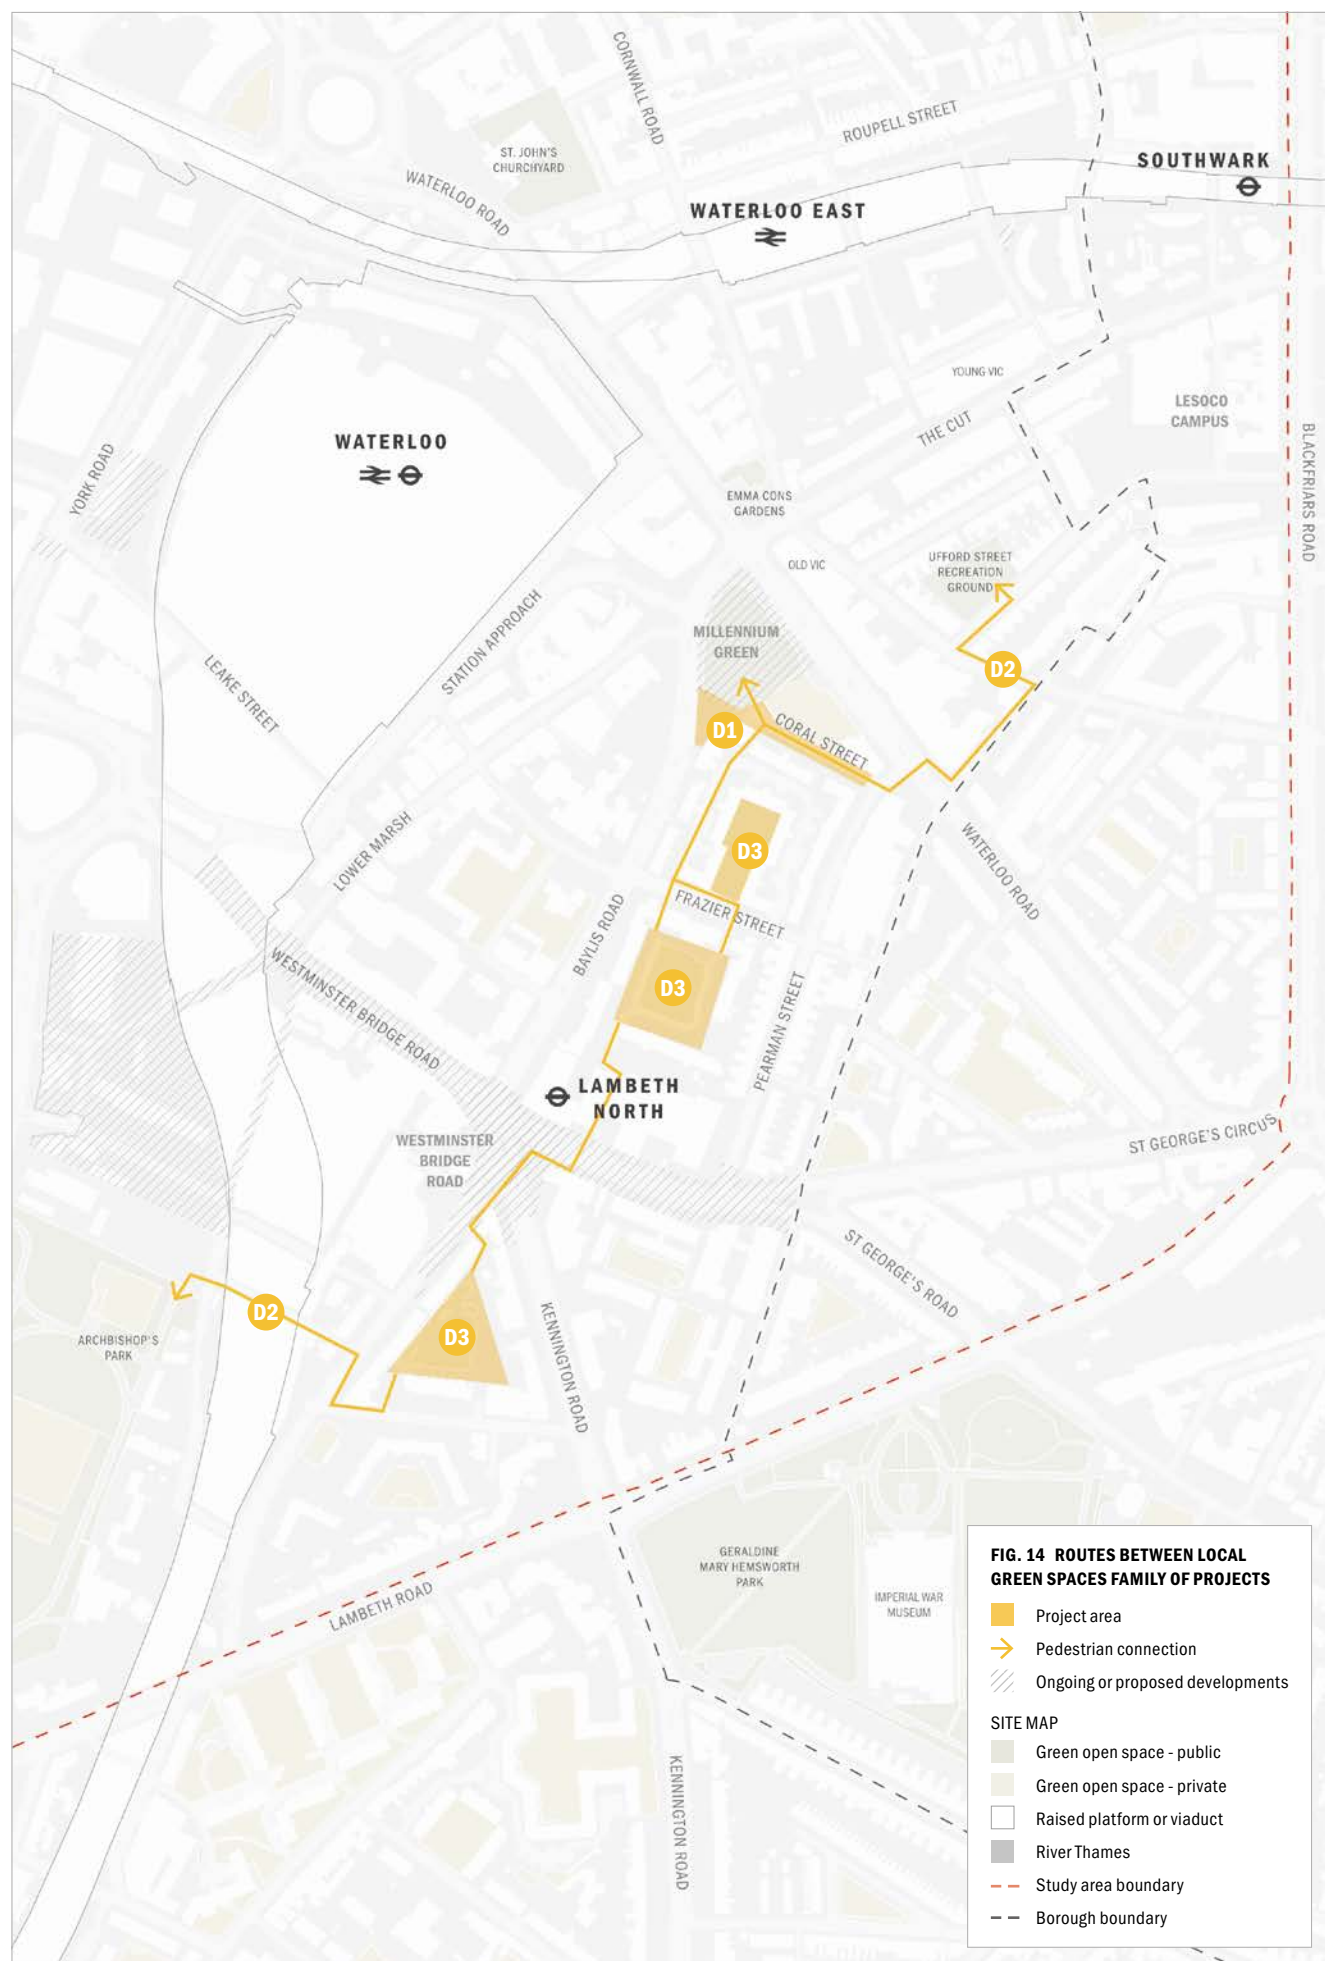 CORNWALL ROAD
ROUPELL STREET
ST. JOHN'S
CHURCHYARD
SOUTHWARK
WATERLOO ROAD
WATERLOO EAST
YOUNG VIC
LESOCO
CAMPUS
THE CUT
BLACKFRIARS ROAD
WATERLOO
YORK ROAD
EMMA CONS
GARDENS
OLD VIC
UFFORD STREET
RECREATION
GROUND
MILLENNIUM
GREEN
STATION APPROACH
LEAKE STREET
D2
D1
CORAL STREET
LOWER MARSH
D3
WATERLOO ROAD
FRAZIER STREET
BAYLIS ROAD
WESTMINSTER BRIDGE ROAD
D3
PEARMAN STREET
LAMBETH
NORTH
WESTMINSTER
BRIDGE
ROAD
ST GEORGE'S CIRCUS
ST GEORGE'S ROAD
D2
D3
ARCHBISHOP'S
PARK
KENNINGTON ROAD
LAMBETH ROAD
GERALDINE
MARY HEMSWORTH
PARK
IMPERIAL WAR
MUSEUM
KENNINGTON ROAD
FIG. 14 ROUTES BETWEEN LOCAL
GREEN SPACES FAMILY OF PROJECTS
Project area
Pedestrian connection
Ongoing or proposed developments
SITE MAP
Green open space - public
Green open space - private
Raised platform or viaduct
River Thames
Study area boundary
Borough boundary